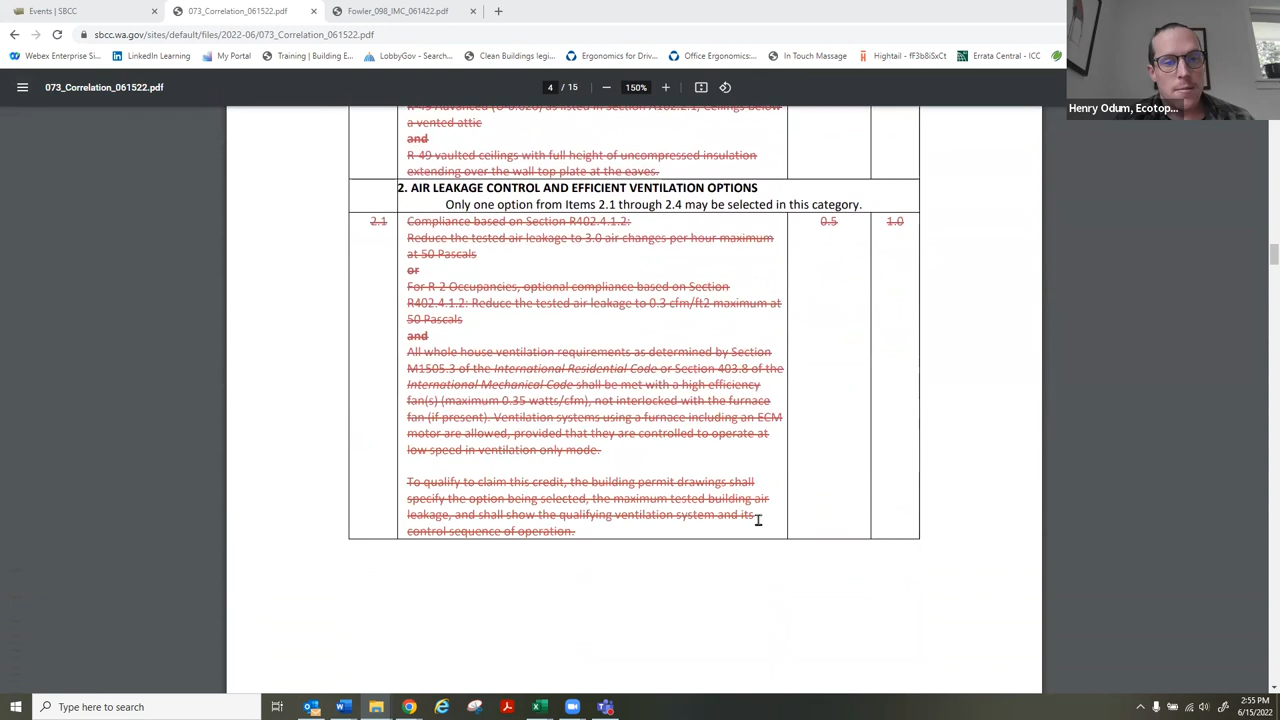 Events | SBCC
073_Correlation_061522.pdf
Fowler_098_IMC_061422.pdf
sbcc.wa.gov/sites/default/files/2022-06/073_Correlation_061522.pdf
Webex Enterprise Si...
LinkedIn Learning
My Portal
Training | Building E...
LobbyGov - Search...
Clean Buildings legi...
Ergonomics for Driv...
Office Ergonomics:...
In Touch Massage
Hightail - ff3b8iSxCt
Errata Central - ICC
Henry Odum, Ecotop...
073_Correlation_061522.pdf
4 / 15
150%
R-49 Advanced (U-0.020) as listed in Section A102.2.1, Ceilings below
a vented attic
and
R-49 vaulted ceilings with full height of uncompressed insulation
extending over the wall top plate at the eaves.
2. AIR LEAKAGE CONTROL AND EFFICIENT VENTILATION OPTIONS
Only one option from Items 2.1 through 2.4 may be selected in this category.
2.1 Compliance based on Section R402.4.1.2: 0.5 1.0
Reduce the tested air leakage to 3.0 air changes per hour maximum
at 50 Pascals
or
For R-2 Occupancies, optional compliance based on Section
R402.4.1.2: Reduce the tested air leakage to 0.3 cfm/ft2 maximum at
50 Pascals
and
All whole house ventilation requirements as determined by Section
M1505.3 of the International Residential Code or Section 403.8 of the
International Mechanical Code shall be met with a high efficiency
fan(s) (maximum 0.35 watts/cfm), not interlocked with the furnace
fan (if present). Ventilation systems using a furnace including an ECM
motor are allowed, provided that they are controlled to operate at
low speed in ventilation only mode.
To qualify to claim this credit, the building permit drawings shall
specify the option being selected, the maximum tested building air
leakage, and shall show the qualifying ventilation system and its
control sequence of operation.
Type here to search
2:55 PM
6/15/2022